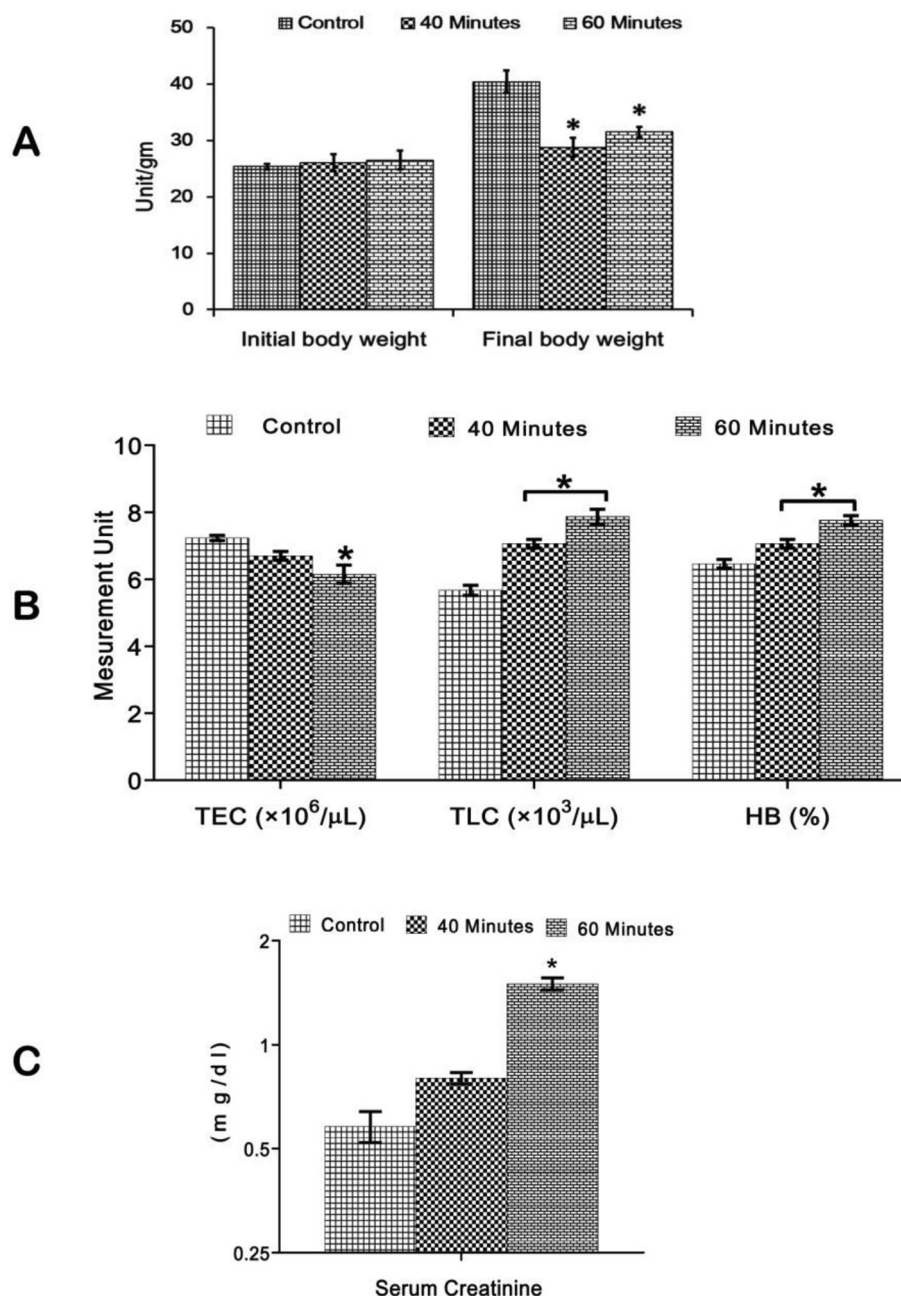 A
Control 40 Minutes 60 Minutes
50
40
30
20
10
0
Unit/gm
* *
Initial body weight Final body weight
B
Control 40 Minutes 60 Minutes
10
8
6
4
2
0
Mesurement Unit
* * *
TEC (×10⁶/μL) TLC (×10³/μL) HB (%)
C
Control 40 Minutes 60 Minutes
2
1
0.5
0.25
(mg/dl)
*
Serum Creatinine